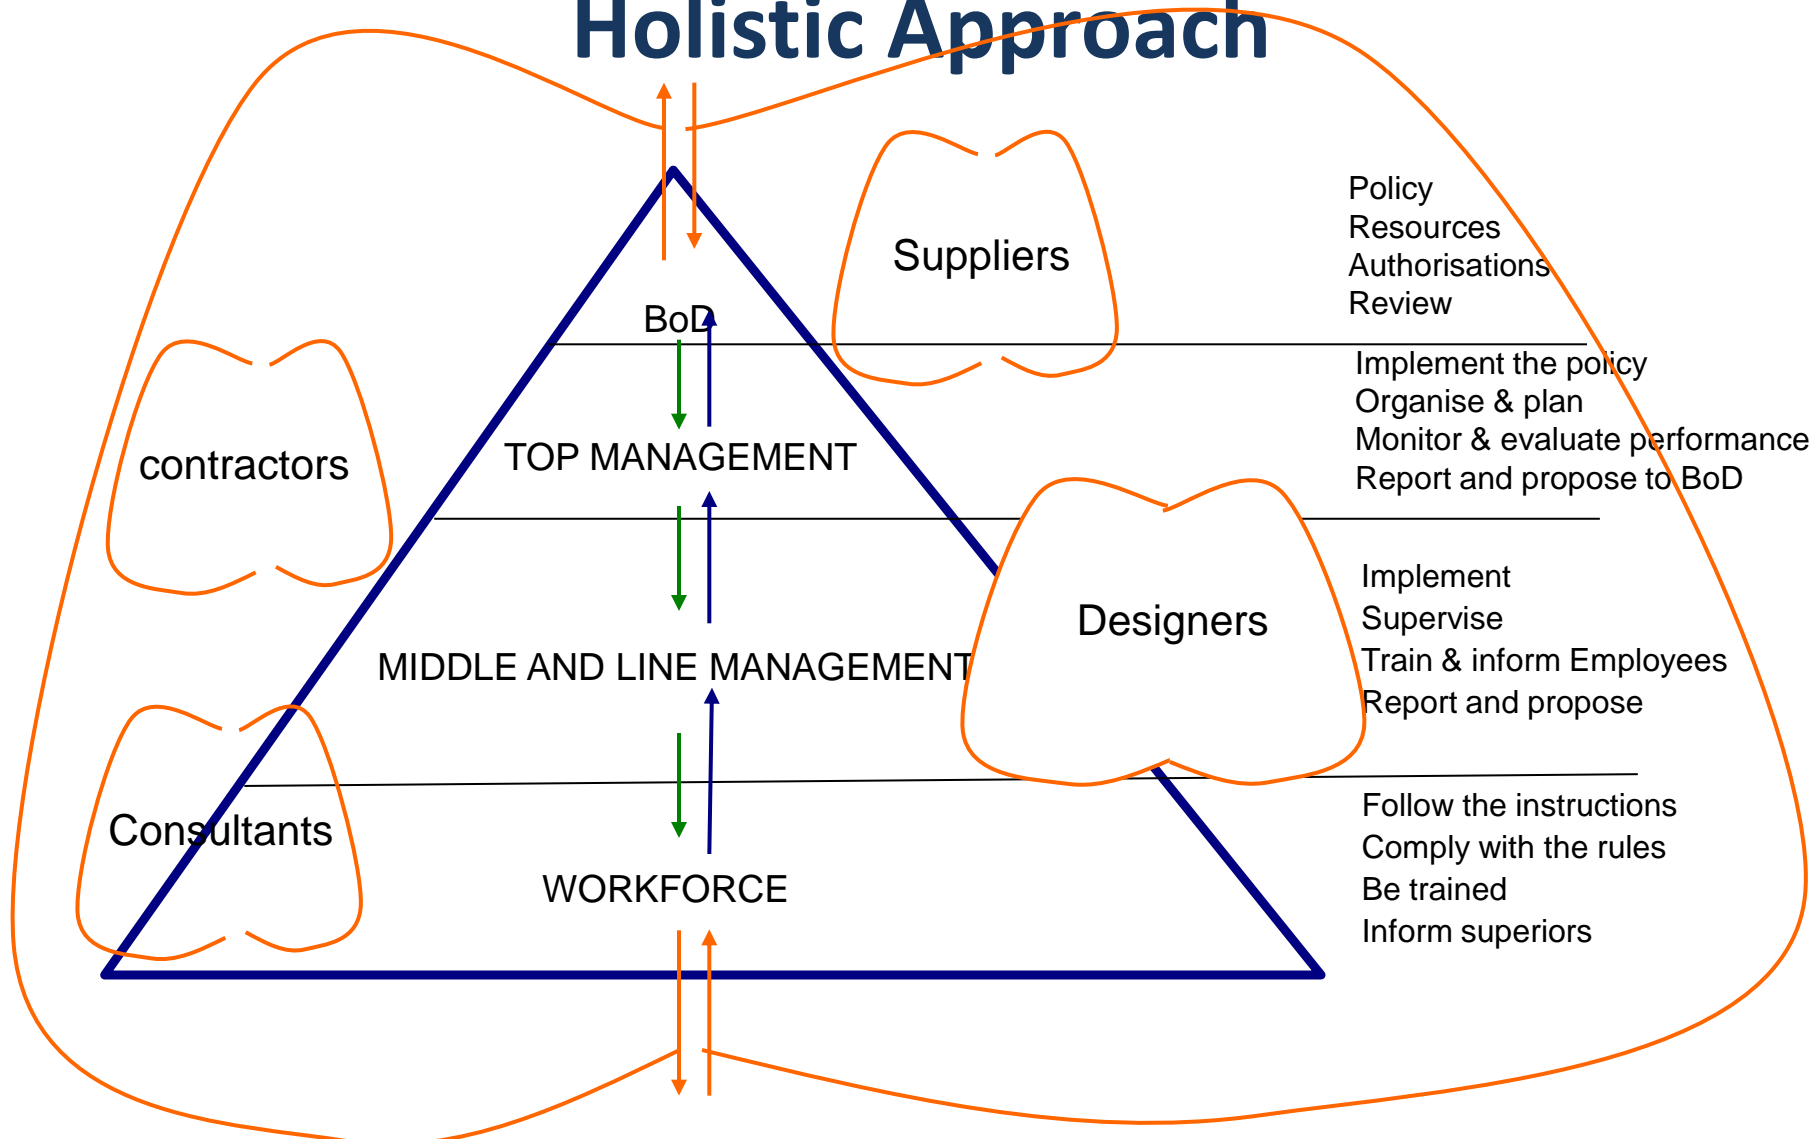 Holistic Approach
Suppliers
Policy
Resources
Authorisations
Review
BoD
Implement the policy
Organise & plan
Monitor & evaluate performance
Report and propose to BoD
contractors
TOP MANAGEMENT
Designers
Implement
Supervise
Train & inform Employees
Report and propose
MIDDLE AND LINE MANAGEMENT
Consultants
WORKFORCE
Follow the instructions
Comply with the rules
Be trained
Inform superiors